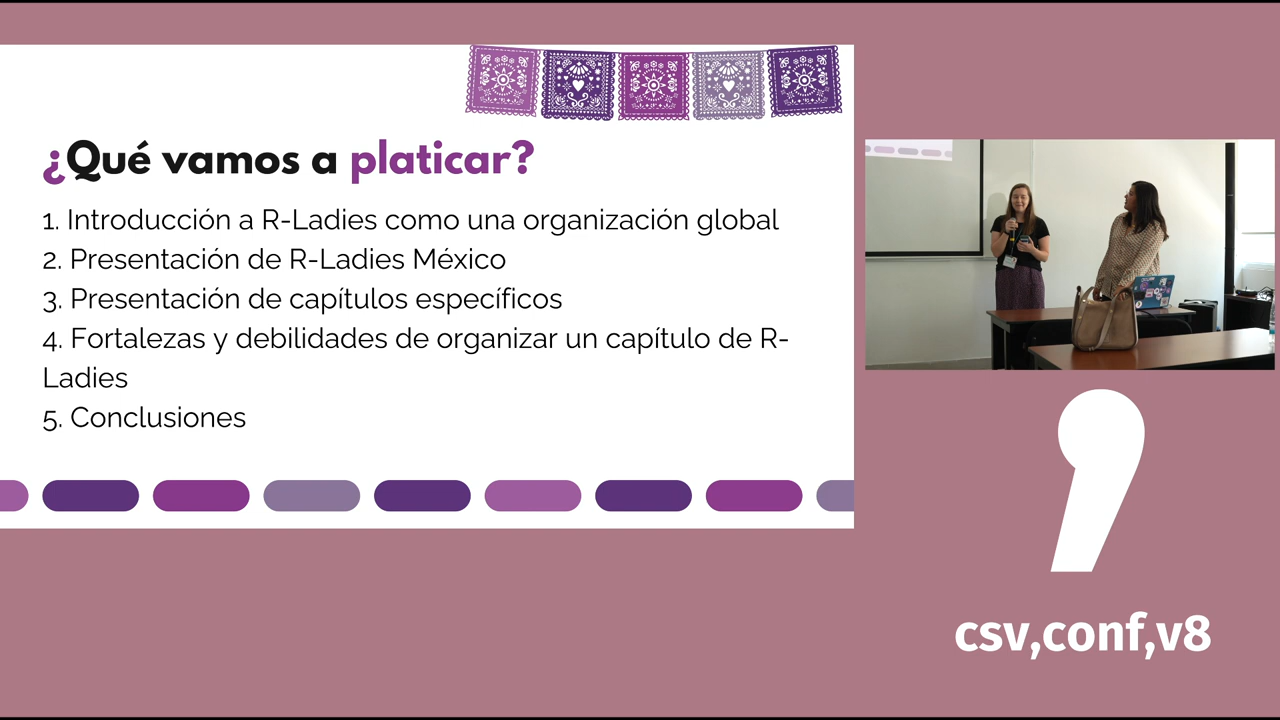 ¿Qué vamos a platicar?
1. Introducción a R-Ladies como una organización global
2. Presentación de R-Ladies México
3. Presentación de capítulos específicos
4. Fortalezas y debilidades de organizar un capítulo de R-
Ladies
5. Conclusiones
csv,conf,v8